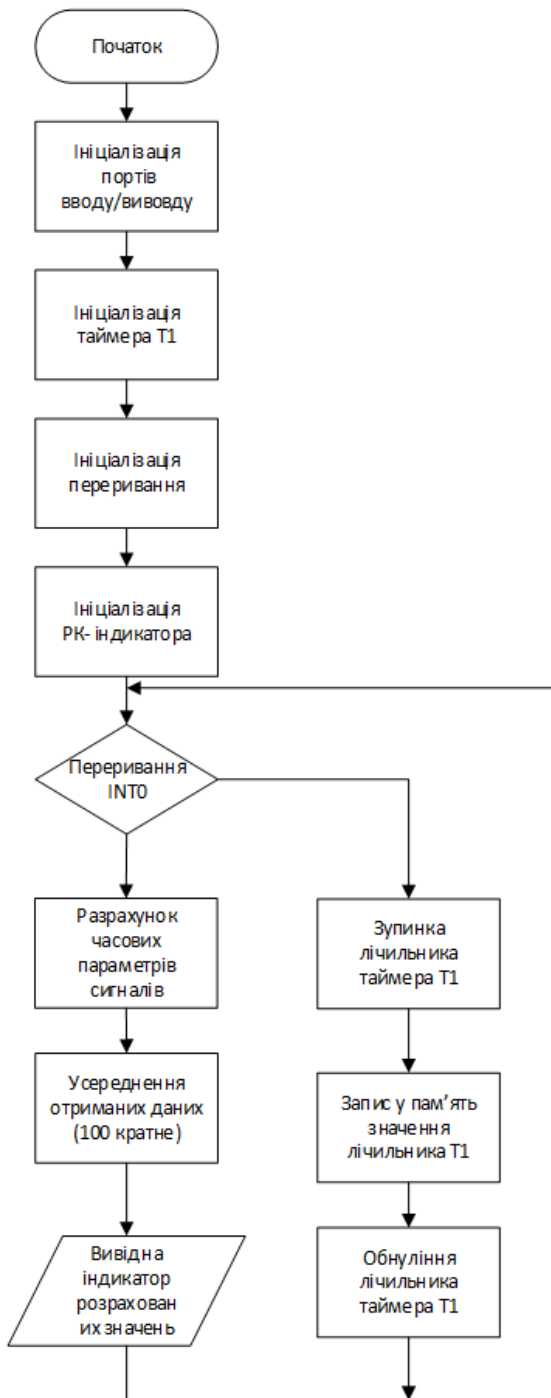 Початок
Ініціалізація
портів
вводу/вивовду
Ініціалізація
таймера Т1
Ініціалізація
переривання
Ініціалізація
РК- індикатора
Переривання
INT0
Разрахунок
часових
параметрів
сигналів
Усереднення
отриманих даних
(100 кратне)
Вивід на
індикатор
розрахован
их значень
Зупинка
лічильника
таймера Т1
Запис у пам’ять
значення
лічильника Т1
Обнуління
лічильника
таймера Т1